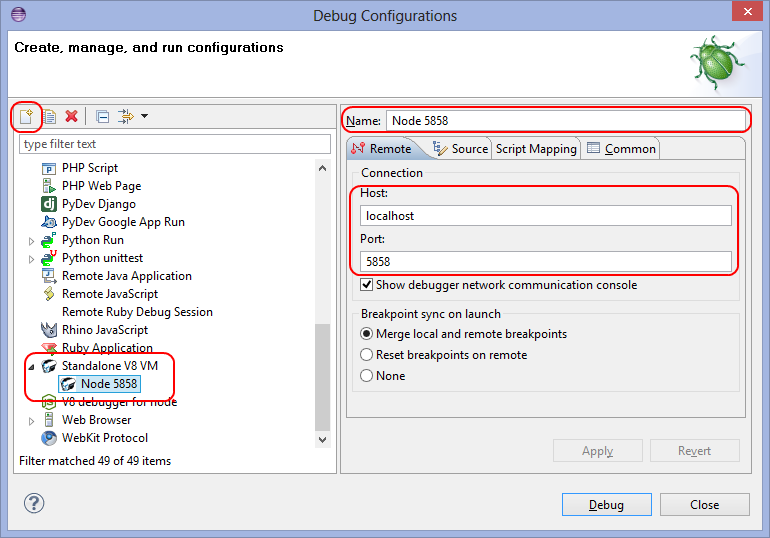 Debug Configurations
Create, manage, and run configurations
type filter text
PHP Script
PHP Web Page
dj PyDev Django
PyDev Google App Run
Python Run
Python unittest
Remote Java Application
Remote JavaScript
Remote Ruby Debug Session
Rhino JavaScript
Ruby Application
Standalone V8 VM
Node 5858
V8 debugger for node
Web Browser
WebKit Protocol
Filter matched 49 of 49 items
Name: Node 5858
Remote Source Script Mapping Common
Connection
Host:
localhost
Port:
5858
Show debugger network communication console
Breakpoint sync on launch
Merge local and remote breakpoints
Reset breakpoints on remote
None
Apply Revert
? Debug Close